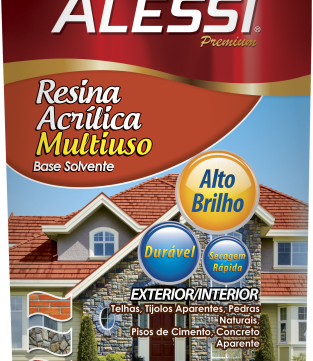 ALESSI®
Premium
Resina
Acrílica
Multiuso
Base Solvente
Alto
Brilho
Durável
Secagem
Rápida
EXTERIOR/INTERIOR
Telhas, Tijolos Aparentes, Pedras
Naturais,
Pisos de Cimento, Concreto
Aparente